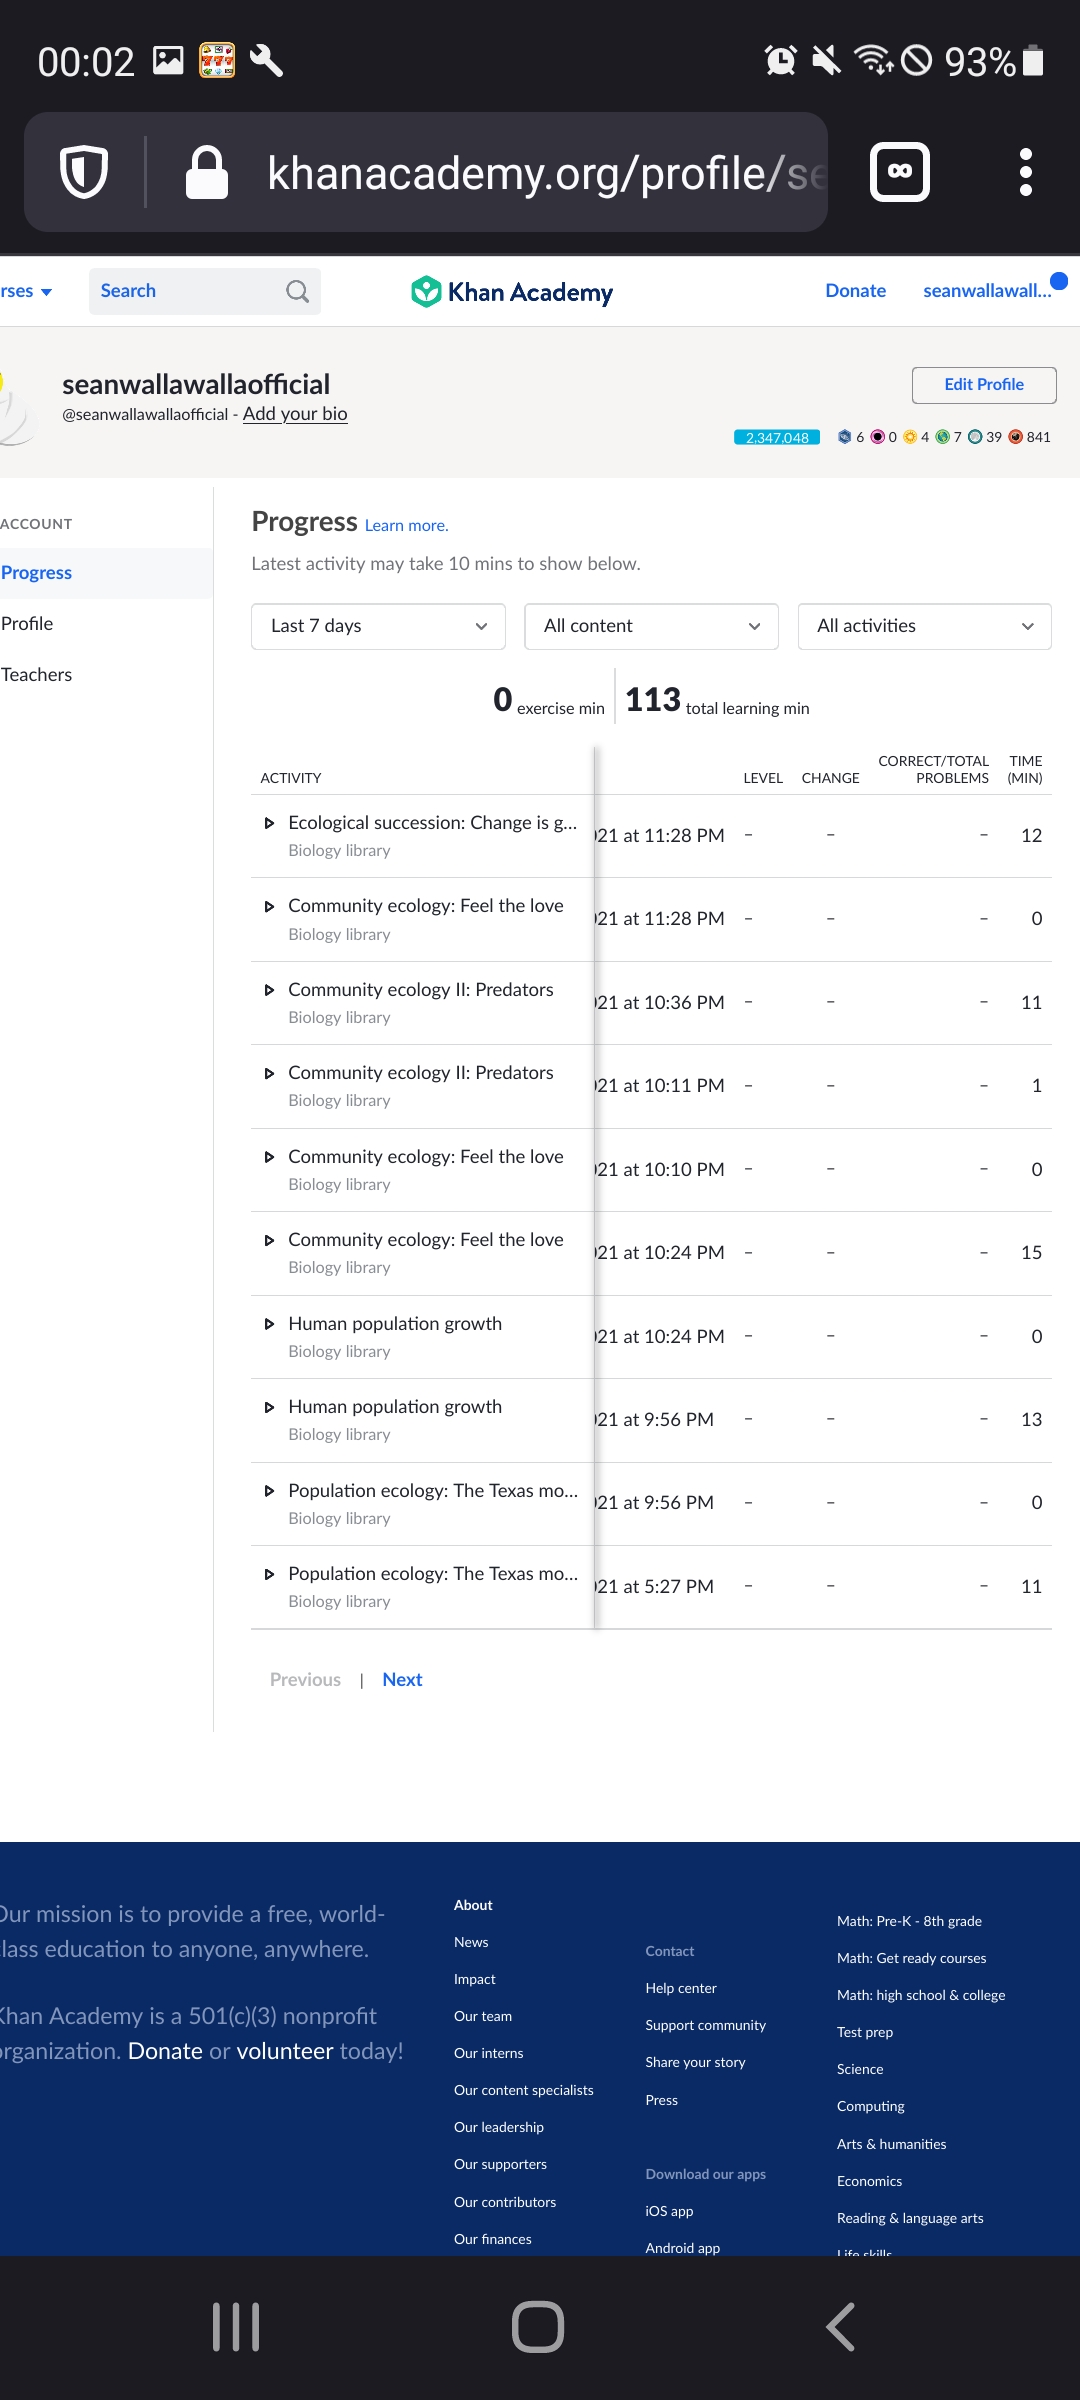 00:02 93%
khanacademy.org/profile/se
rses Search Khan Academy Donate seanwallawall...
seanwallawallaofficial Edit Profile
@seanwallawallaofficial - Add your bio
2,347,048 6 0 4 7 39 841
ACCOUNT
Progress
Profile
Teachers
Progress Learn more.
Latest activity may take 10 mins to show below.
Last 7 days All content All activities
0 exercise min 113 total learning min
ACTIVITY LEVEL CHANGE CORRECT/TOTAL PROBLEMS TIME (MIN)
Ecological succession: Change is g... 021 at 11:28 PM – – – 12
Biology library
Community ecology: Feel the love 021 at 11:28 PM – – – 0
Biology library
Community ecology II: Predators 021 at 10:36 PM – – – 11
Biology library
Community ecology II: Predators 021 at 10:11 PM – – – 1
Biology library
Community ecology: Feel the love 021 at 10:10 PM – – – 0
Biology library
Community ecology: Feel the love 021 at 10:24 PM – – – 15
Biology library
Human population growth 021 at 10:24 PM – – – 0
Biology library
Human population growth 021 at 9:56 PM – – – 13
Biology library
Population ecology: The Texas mo... 021 at 9:56 PM – – – 0
Biology library
Population ecology: The Texas mo... 021 at 5:27 PM – – – 11
Biology library
Previous | Next
Our mission is to provide a free, world-
class education to anyone, anywhere.
Khan Academy is a 501(c)(3) nonprofit
organization. Donate or volunteer today!
About
News
Impact
Our team
Our interns
Our content specialists
Our leadership
Our supporters
Our contributors
Our finances
Contact
Help center
Support community
Share your story
Press
Download our apps
iOS app
Android app
Math: Pre-K - 8th grade
Math: Get ready courses
Math: high school & college
Test prep
Science
Computing
Arts & humanities
Economics
Reading & language arts
Life skills